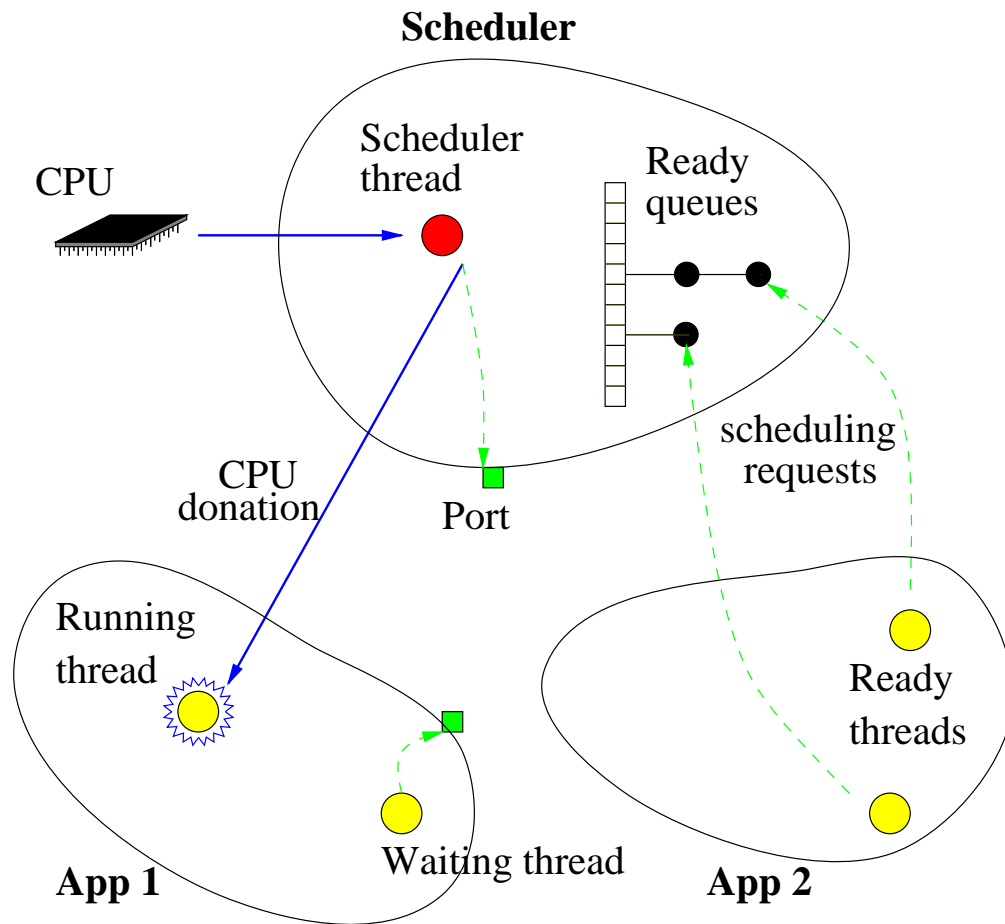 Scheduler
Scheduler
thread
Ready
queues
CPU
scheduling
requests
CPU
donation
Port
Running
thread
Ready
threads
Waiting thread
App 1
App 2